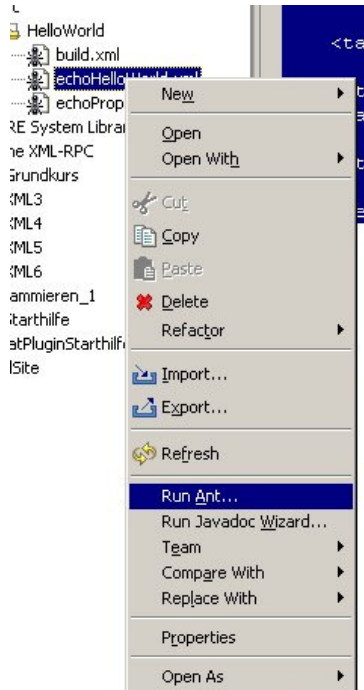 HelloWorld
<ta
build.xml
echoHelloWorld.xml
echoProp
RE System Librar
ne XML-RPC
Grundkurs
XML3
XML4
XML5
XML6
ammieren_1
Starthilfe
atPluginStarthilfe
lSite
New
Open
Open With
Cut
Copy
Paste
Delete
Refactor
Import...
Export...
Refresh
Run Ant...
Run Javadoc Wizard...
Team
Compare With
Replace With
Properties
Open As